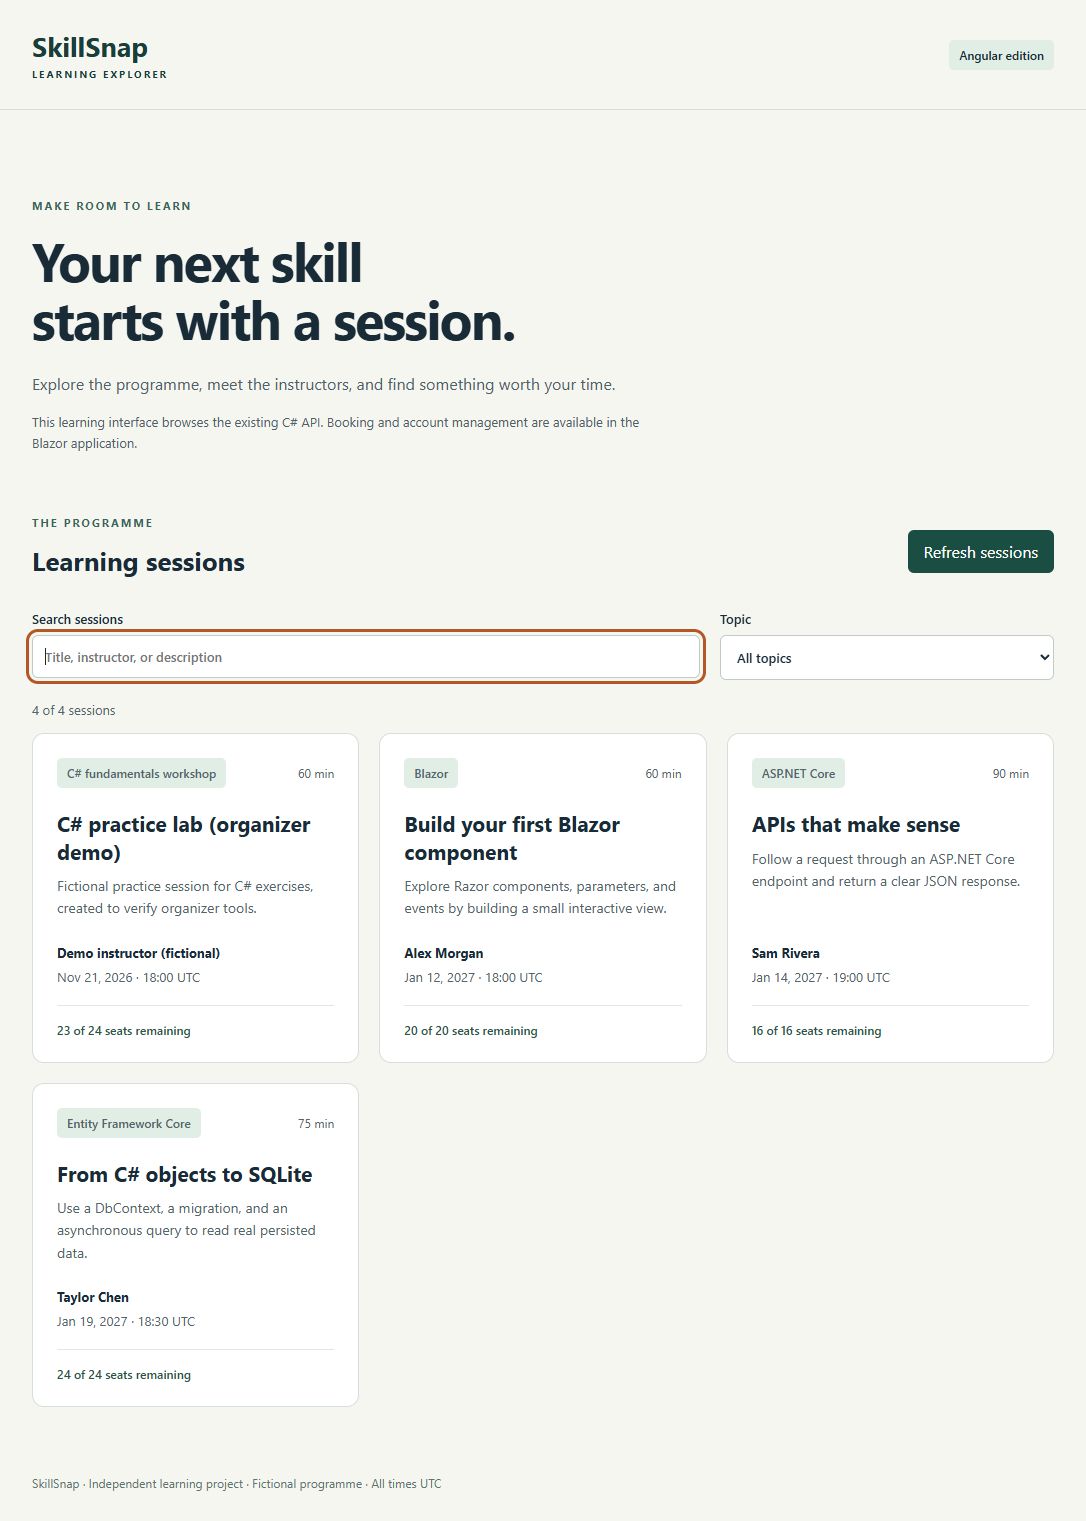 SkillSnap
LEARNING EXPLORER
Angular edition
MAKE ROOM TO LEARN
Your next skill
starts with a session.
Explore the programme, meet the instructors, and find something worth your time.
This learning interface browses the existing C# API. Booking and account management are available in the
Blazor application.
THE PROGRAMME
Learning sessions
Refresh sessions
Search sessions
Topic
Title, instructor, or description
All topics
4 of 4 sessions
C# fundamentals workshop
60 min
C# practice lab (organizer
demo)
Fictional practice session for C# exercises,
created to verify organizer tools.
Demo instructor (fictional)
Nov 21, 2026 · 18:00 UTC
23 of 24 seats remaining
Blazor
60 min
Build your first Blazor
component
Explore Razor components, parameters, and
events by building a small interactive view.
Alex Morgan
Jan 12, 2027 · 18:00 UTC
20 of 20 seats remaining
ASP.NET Core
90 min
APIs that make sense
Follow a request through an ASP.NET Core
endpoint and return a clear JSON response.
Sam Rivera
Jan 14, 2027 · 19:00 UTC
16 of 16 seats remaining
Entity Framework Core
75 min
From C# objects to SQLite
Use a DbContext, a migration, and an
asynchronous query to read real persisted
data.
Taylor Chen
Jan 19, 2027 · 18:30 UTC
24 of 24 seats remaining
SkillSnap · Independent learning project · Fictional programme · All times UTC